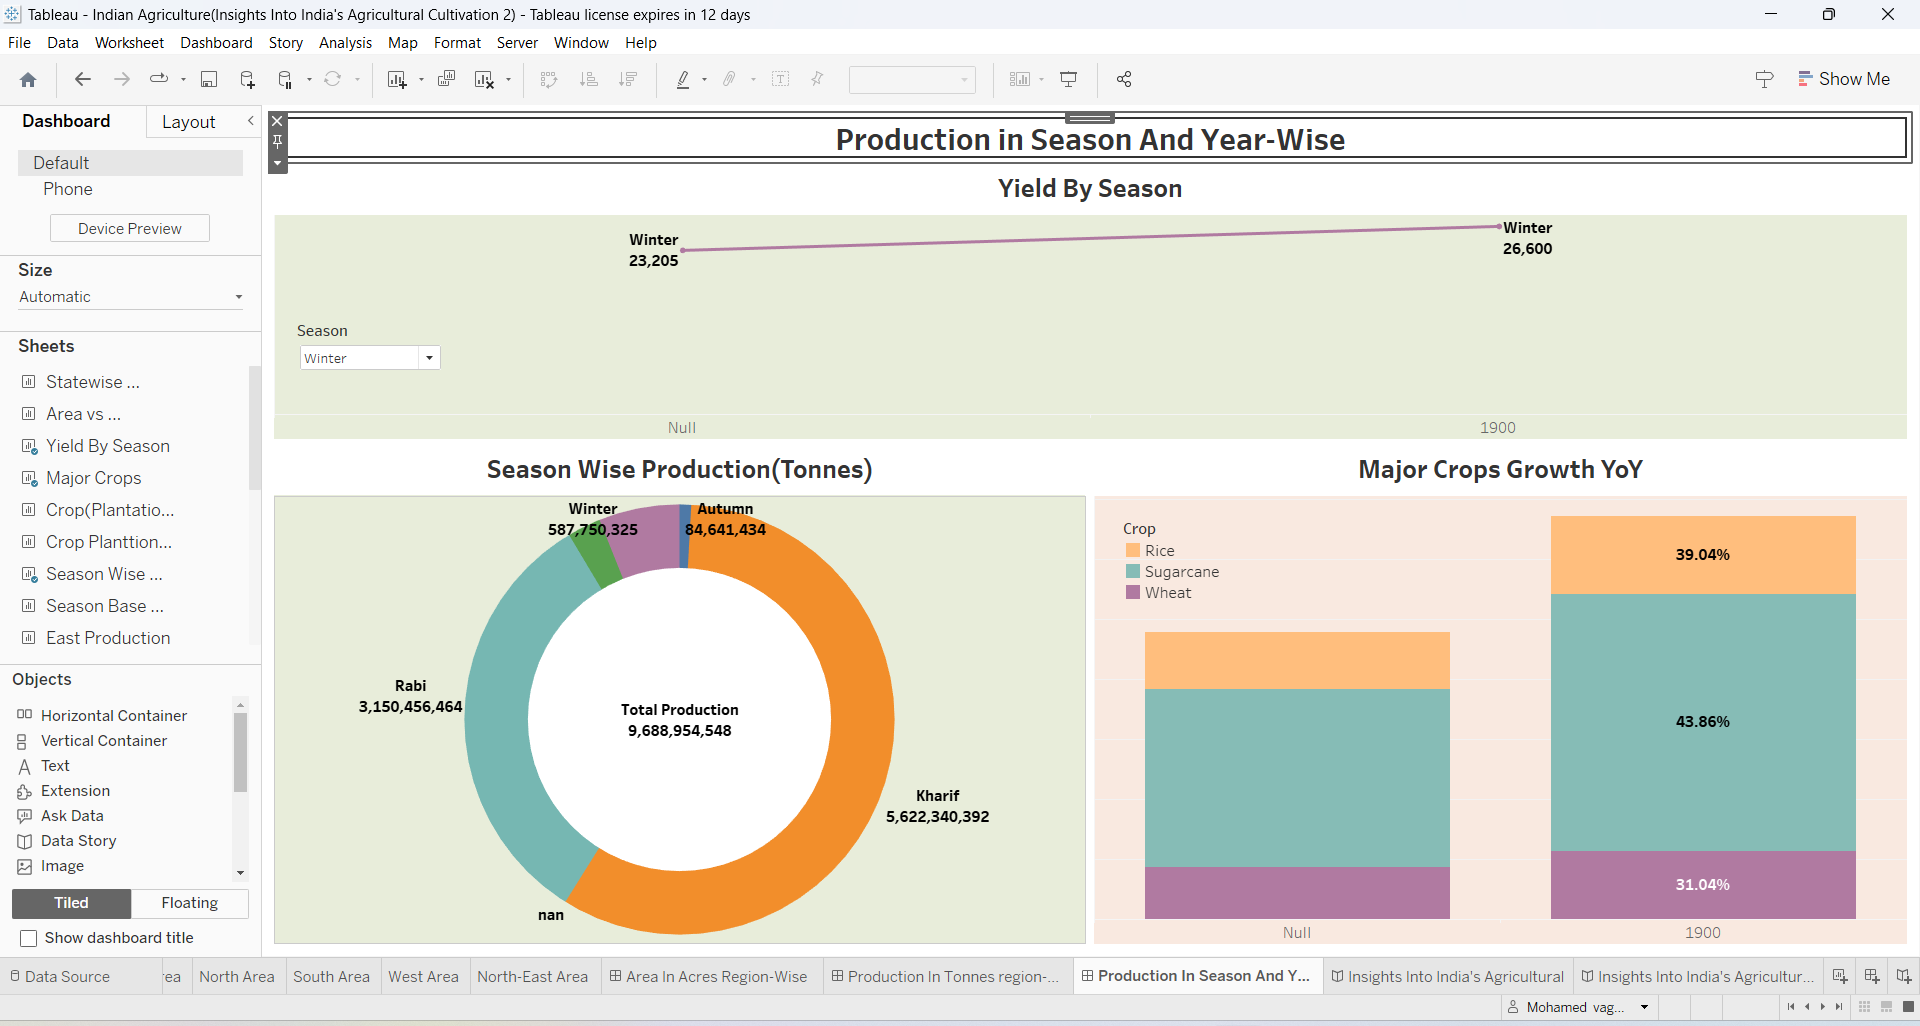 Tableau - Indian Agriculture(Insights Into India's Agricultural Cultivation 2) - Tableau license expires in 12 days
File Data Worksheet Dashboard Story Analysis Map Format Server Window Help
Show Me
Dashboard Layout
Default
Phone
Device Preview
Size
Automatic
Sheets
Statewise ...
Area vs ...
Yield By Season
Major Crops
Crop(Plantatio...
Crop Planttion...
Season Wise ...
Season Base ...
East Production
Objects
Horizontal Container
Vertical Container
Text
Extension
Ask Data
Data Story
Image
Tiled Floating
Show dashboard title
Production in Season And Year-Wise
Yield By Season
Winter
23,205
Winter
26,600
Season
Winter
Null 1900
Season Wise Production(Tonnes)
Winter
587,750,325
Autumn
84,641,434
Rabi
3,150,456,464
Total Production
9,688,954,548
Kharif
5,622,340,392
nan
Major Crops Growth YoY
Crop
Rice
Sugarcane
Wheat
39.04%
43.86%
31.04%
Null 1900
Data Source rea North Area South Area West Area North-East Area Area In Acres Region-Wise Production In Tonnes region-... Production In Season And Y... Insights Into India's Agricultural Insights Into India's Agricultur...
Mohamed vag...